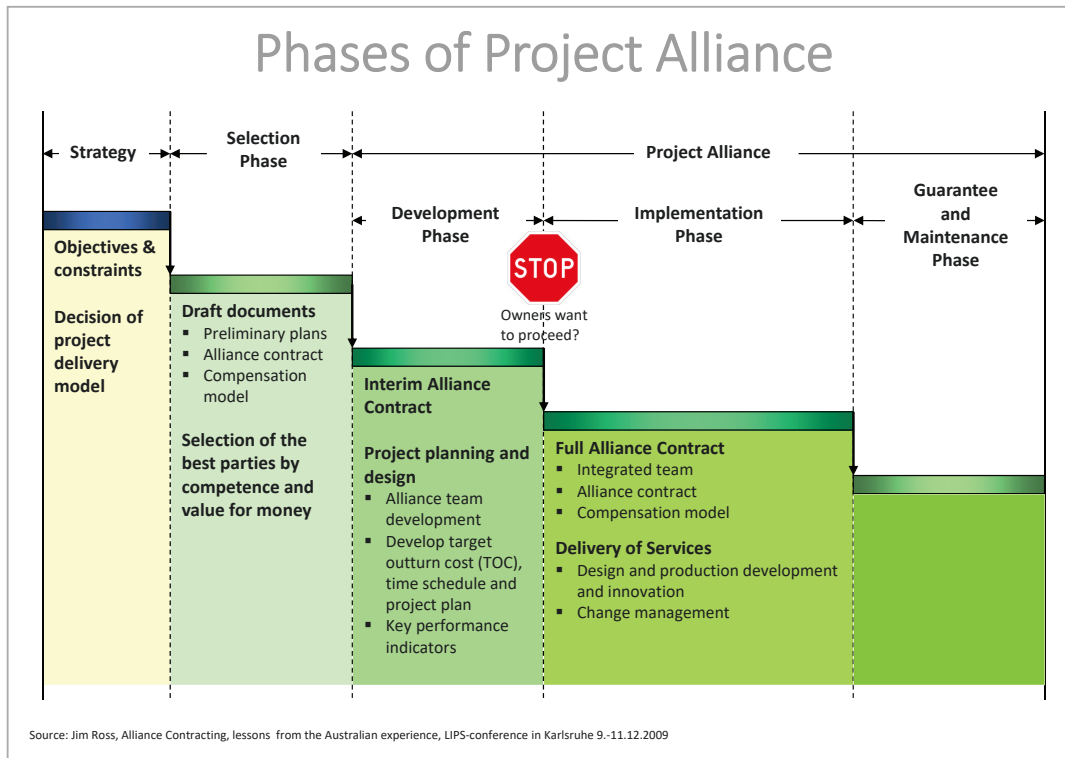 Phases of Project Alliance
Strategy
Selection
Phase
Project Alliance
Development
Phase
Implementation
Phase
Guarantee
and
Maintenance
Phase
STOP
Owners want
to proceed?
Objectives &
constraints
Decision of
project
delivery
model
Draft documents
▪ Preliminary plans
▪ Alliance contract
▪ Compensation
model
Selection of the
best parties by
competence and
value for money
Interim Alliance
Contract
Project planning and
design
▪ Alliance team
development
▪ Develop target
outturn cost (TOC),
time schedule and
project plan
▪ Key performance
indicators
Full Alliance Contract
▪ Integrated team
▪ Alliance contract
▪ Compensation model
Delivery of Services
▪ Design and production development
and innovation
▪ Change management
Source: Jim Ross, Alliance Contracting, lessons from the Australian experience, LIPS-conference in Karlsruhe 9.-11.12.2009